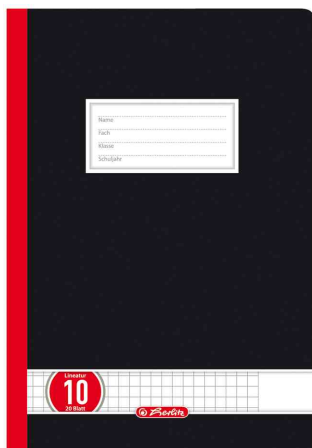 Name
Fach
Klasse
Schuljahr
Lineatur
10
20 Blatt
Herlitz